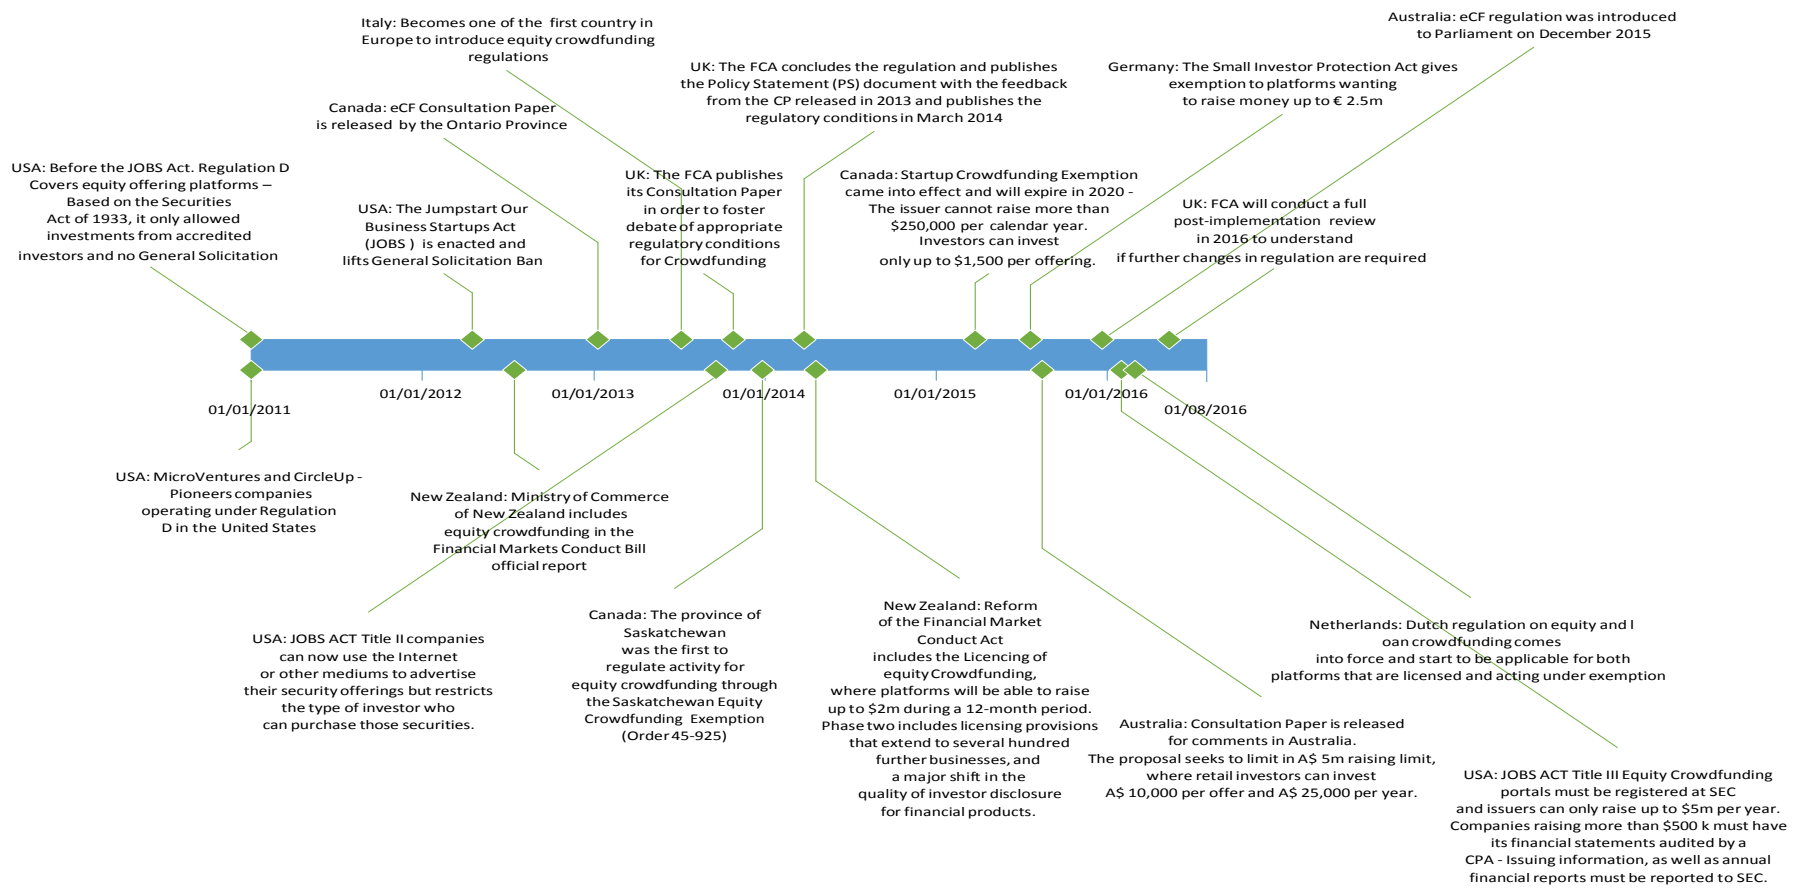 Italy: Becomes one of the first country in
Europe to introduce equity crowdfunding
regulations
Australia: eCF regulation was introduced
to Parliament on December 2015
UK: The FCA concludes the regulation and publishes
the Policy Statement (PS) document with the feedback
from the CP released in 2013 and publishes the
regulatory conditions in March 2014
Germany: The Small Investor Protection Act gives
exemption to platforms wanting
to raise money up to € 2.5m
Canada: eCF Consultation Paper
is released by the Ontario Province
USA: Before the JOBS Act. Regulation D
Covers equity offering platforms –
Based on the Securities
Act of 1933, it only allowed
investments from accredited
investors and no General Solicitation
USA: The Jumpstart Our
Business Startups Act
(JOBS ) is enacted and
lifts General Solicitation Ban
UK: The FCA publishes
its Consultation Paper
in order to foster
debate of appropriate
regulatory conditions
for Crowdfunding
Canada: Startup Crowdfunding Exemption
came into effect and will expire in 2020 -
The issuer cannot raise more than
$250,000 per calendar year.
Investors can invest
only up to $1,500 per offering.
UK: FCA will conduct a full
post-implementation review
in 2016 to understand
if further changes in regulation are required
01/01/2011
01/01/2012
01/01/2013
01/01/2014
01/01/2015
01/01/2016
01/08/2016
USA: MicroVentures and CircleUp -
Pioneers companies
operating under Regulation
D in the United States
New Zealand: Ministry of Commerce
of New Zealand includes
equity crowdfunding in the
Financial Markets Conduct Bill
official report
USA: JOBS ACT Title II companies
can now use the Internet
or other mediums to advertise
their security offerings but restricts
the type of investor who
can purchase those securities.
Canada: The province of
Saskatchewan
was the first to
regulate activity for
equity crowdfunding through
the Saskatchewan Equity
Crowdfunding Exemption
(Order 45-925)
New Zealand: Reform
of the Financial Market
Conduct Act
includes the Licencing of
equity Crowdfunding,
where platforms will be able to raise
up to $2m during a 12-month period.
Phase two includes licensing provisions
that extend to several hundred
further businesses, and
a major shift in the
quality of investor disclosure
for financial products.
Australia: Consultation Paper is released
for comments in Australia.
The proposal seeks to limit in A$ 5m raising limit,
where retail investors can invest
A$ 10,000 per offer and A$ 25,000 per year.
Netherlands: Dutch regulation on equity and l
oan crowdfunding comes
into force and start to be applicable for both
platforms that are licensed and acting under exemption
USA: JOBS ACT Title III Equity Crowdfunding
portals must be registered at SEC
and issuers can only raise up to $5m per year.
Companies raising more than $500 k must have
its financial statements audited by a
CPA - Issuing information, as well as annual
financial reports must be reported to SEC.